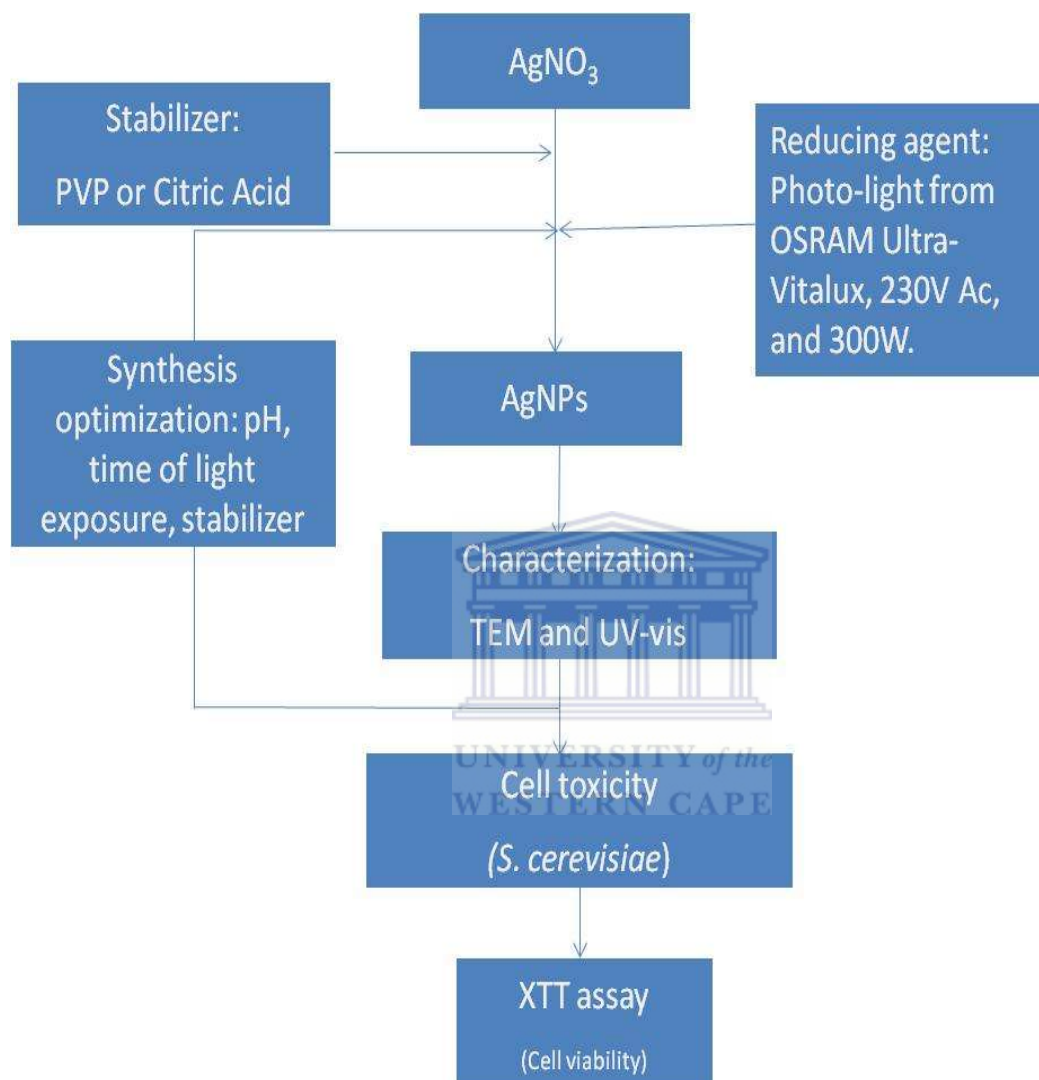 AgNO₃
Stabilizer:
PVP or Citric Acid
Reducing agent:
Photo-light from
OSRAM Ultra-
Vitalux, 230V Ac,
and 300W.
Synthesis
optimization: pH,
time of light
exposure, stabilizer
AgNPs
Characterization:
TEM and UV-vis
UNIVERSITY of the
WESTERN CAPE
Cell toxicity
(S. cerevisiae)
XTT assay
(Cell viability)